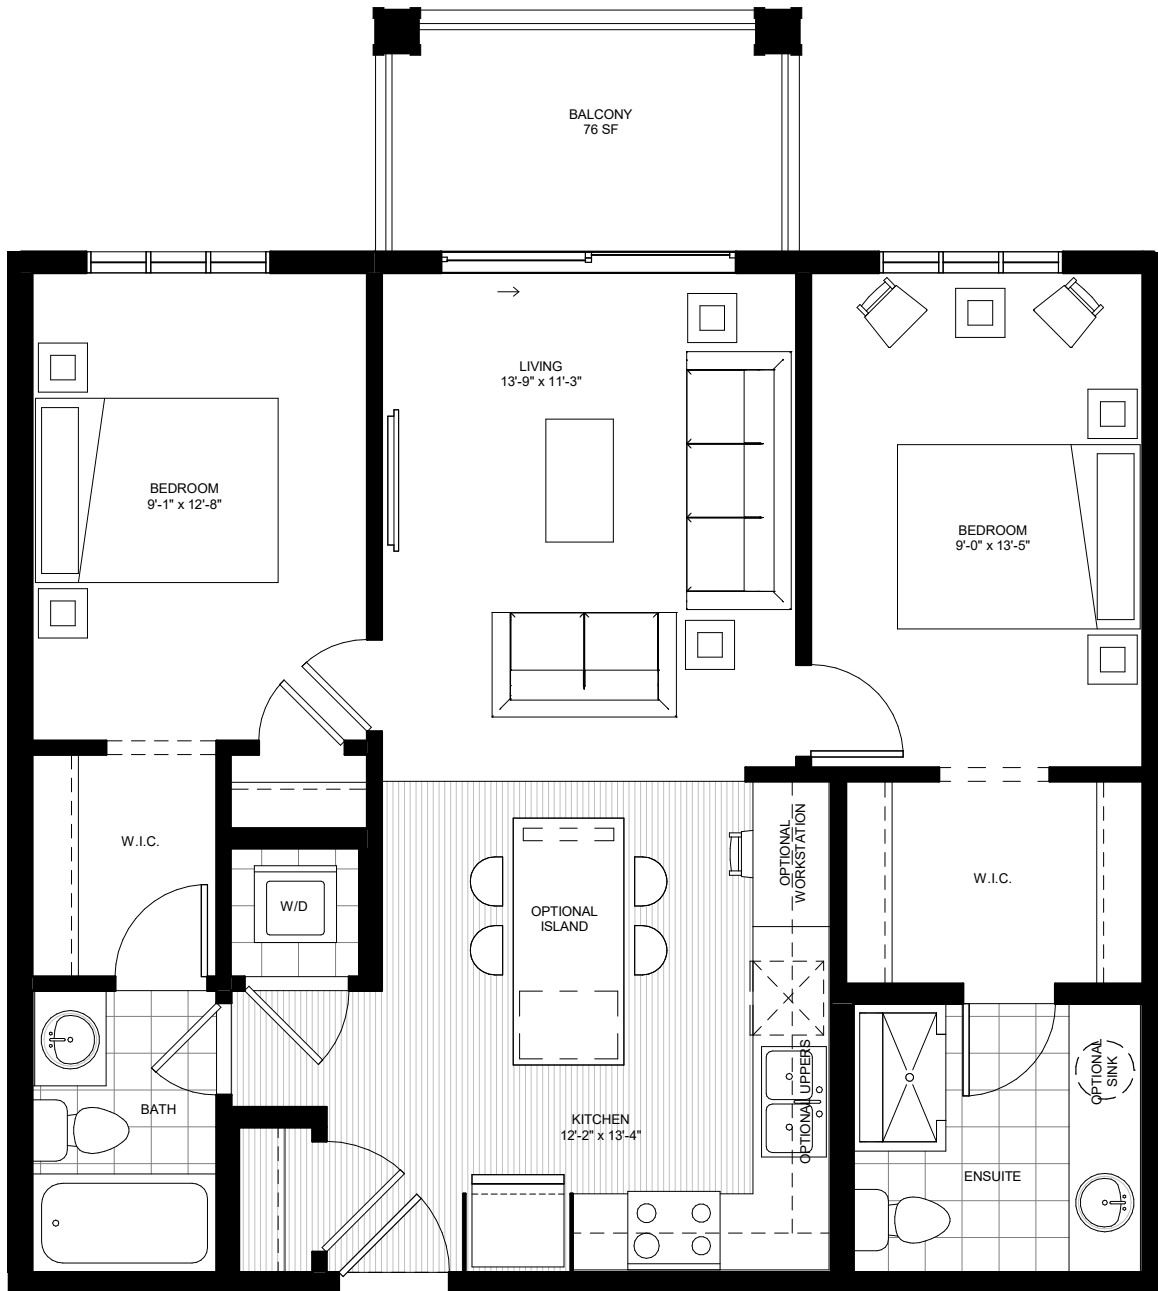 BALCONY
76 SF
LIVING
13'-9" x 11'-3"
BEDROOM
9'-1" x 12'-8"
BEDROOM
9'-0" x 13'-5"
W.I.C.
OPTIONAL
WORKSTATION
W.I.C.
W/D
OPTIONAL
ISLAND
OPTIONAL UPPERS
OPTIONAL
SINK
BATH
KITCHEN
12'-2" x 13'-4"
ENSUITE